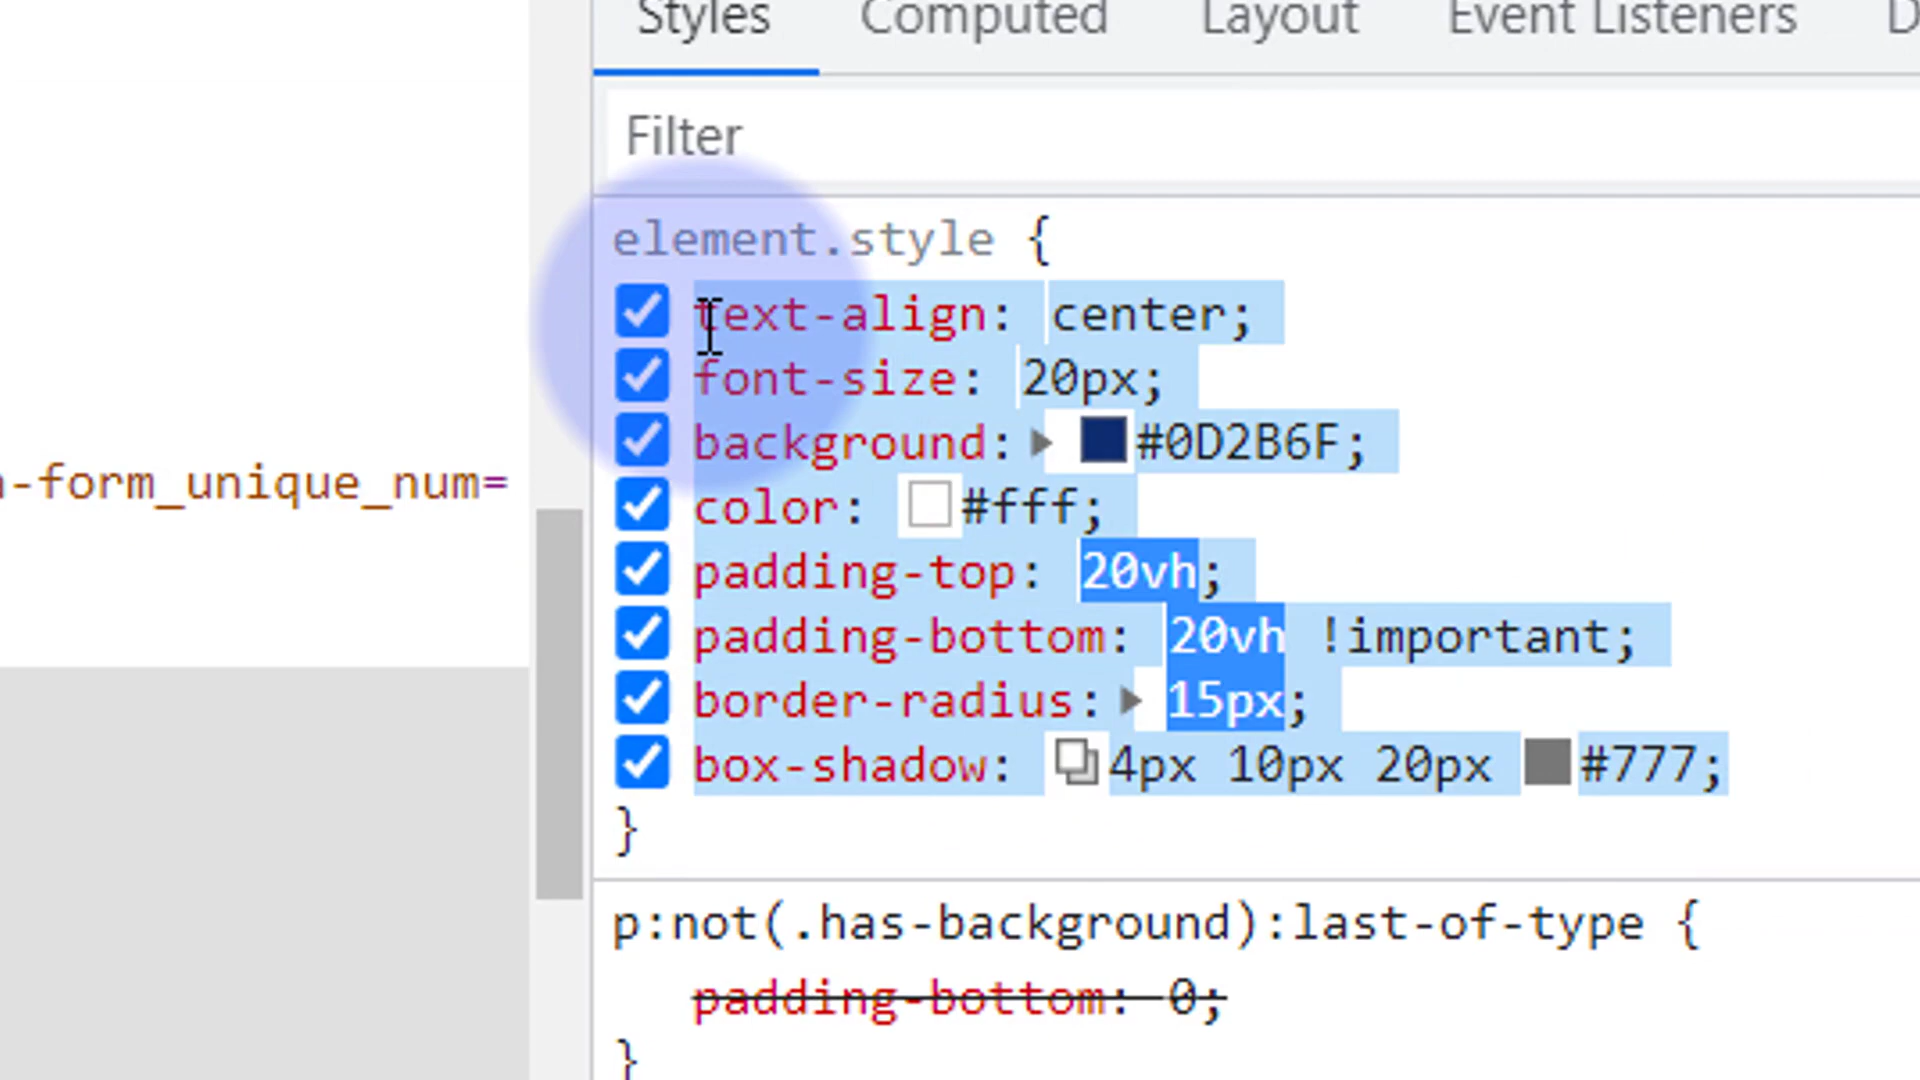 Styles Computed Layout Event Listeners
Filter
element.style {
text-align: center;
font-size: 20px;
background: #0D2B6F;
n-form_unique_num=
color: #fff;
padding-top: 20vh;
padding-bottom: 20vh !important;
border-radius: 15px;
box-shadow: 4px 10px 20px #777;
}
p:not(.has-background):last-of-type {
padding-bottom: 0;
}